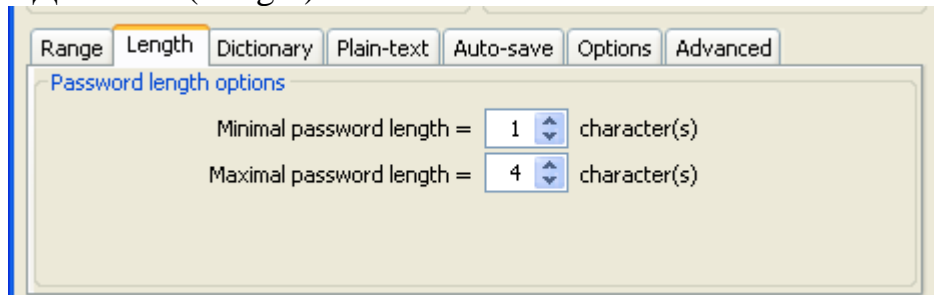 Range Length Dictionary Plain-text Auto-save Options Advanced
Password length options
Minimal password length = 1 character(s)
Maximal password length = 4 character(s)